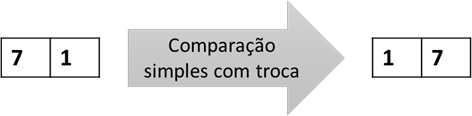 7 1
Comparação
simples com troca
1 7